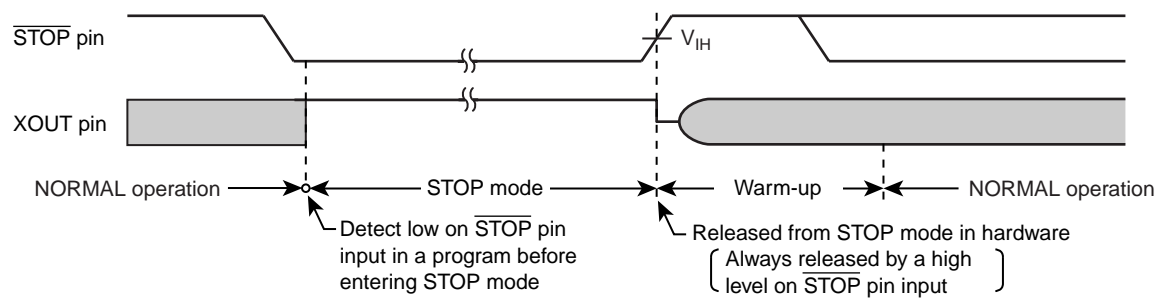 STOP pin
VIH
XOUT pin
NORMAL operation
STOP mode
Warm-up
NORMAL operation
Detect low on STOP pin
input in a program before
entering STOP mode
Released from STOP mode in hardware
Always released by a high
level on STOP pin input